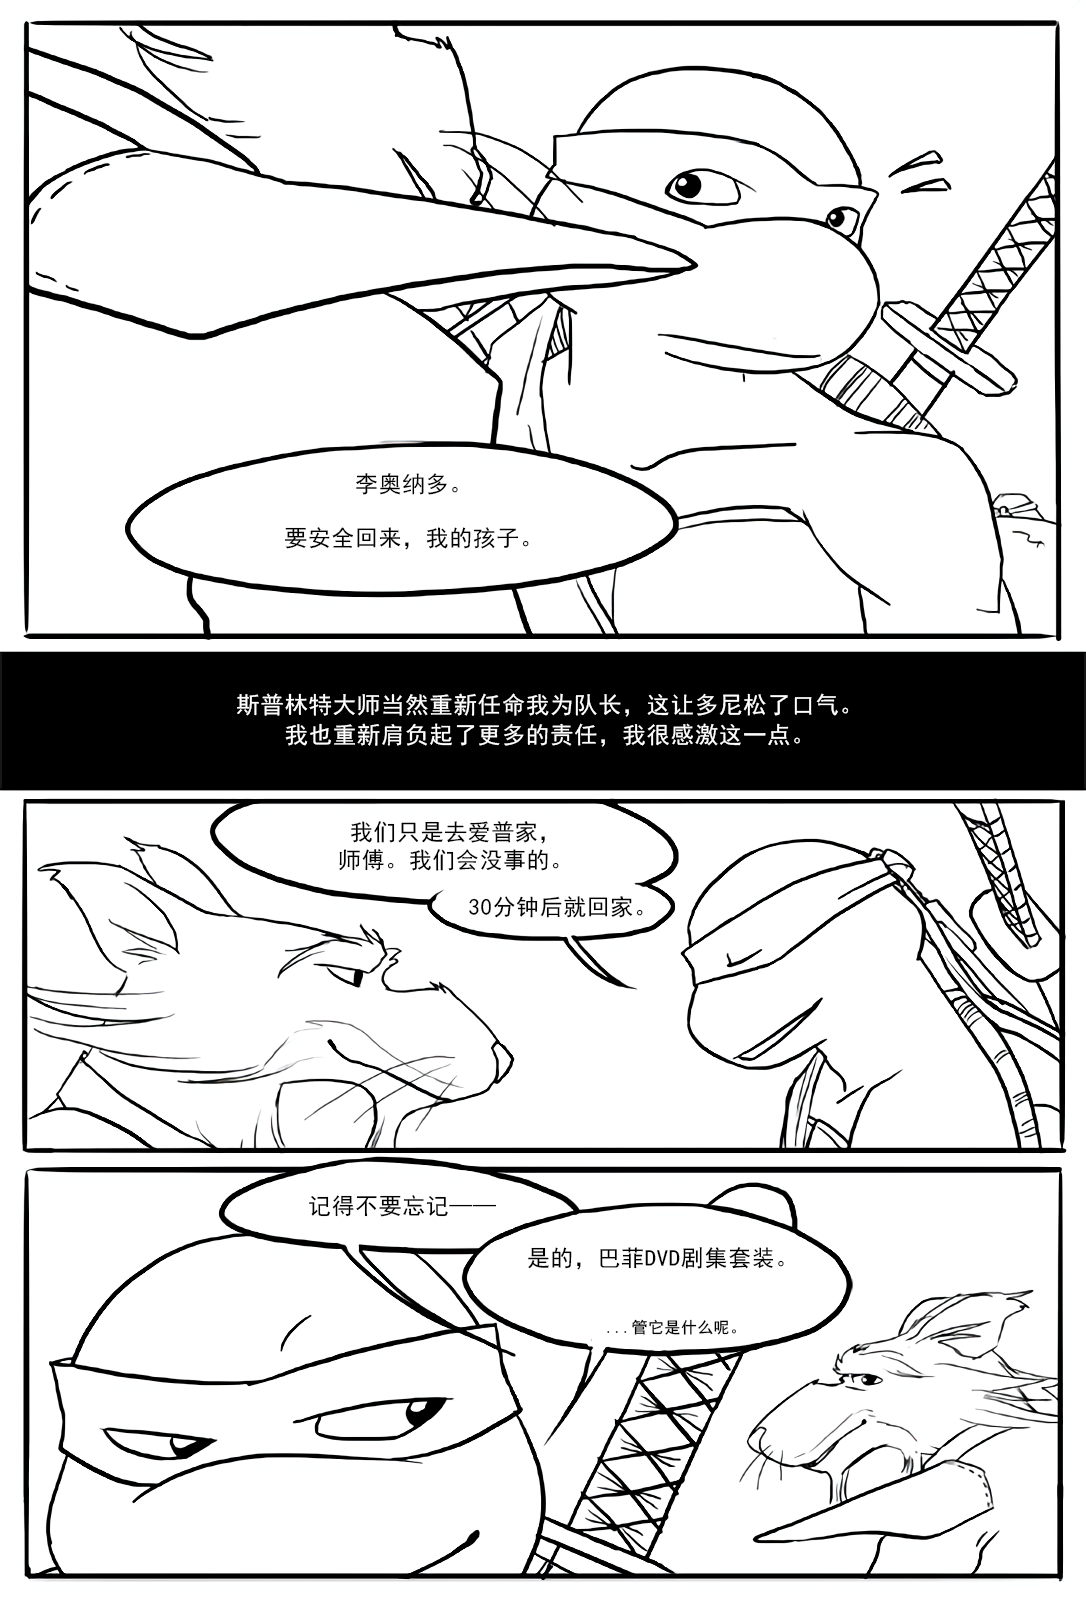 李奥纳多。
要安全回来，我的孩子。
斯普林特大师当然重新任命我为队长，这让多尼松了口气。
我也重新肩负起了更多的责任，我很感激这一点。
我们只是去爱普家，
师傅。我们会没事的。
30分钟后就回家。
记得不要忘记——
是的，巴菲DVD剧集套装。
...管它是什么呢。